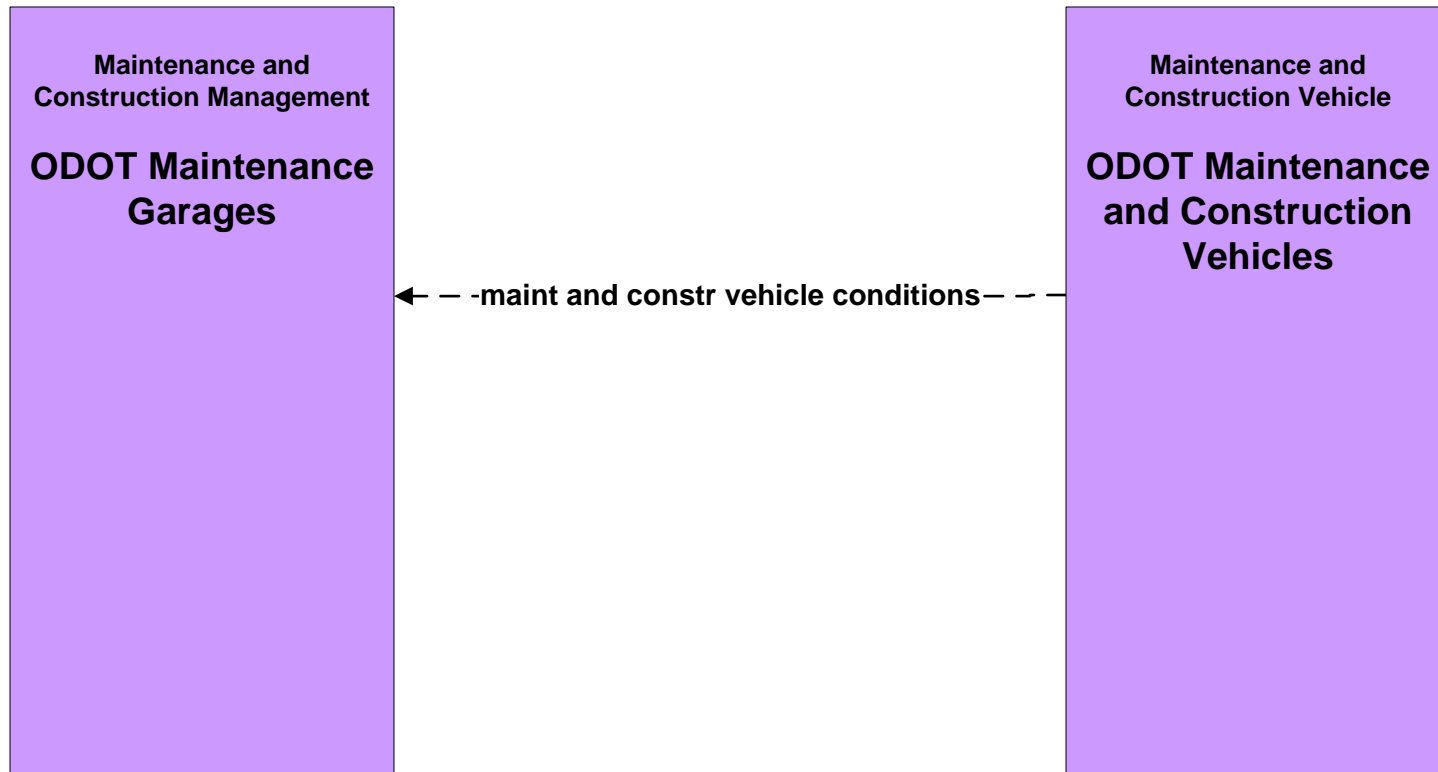 Maintenance and
Construction Management
ODOT Maintenance
Garages
maint and constr vehicle conditions
Maintenance and
Construction Vehicle
ODOT Maintenance
and Construction
Vehicles